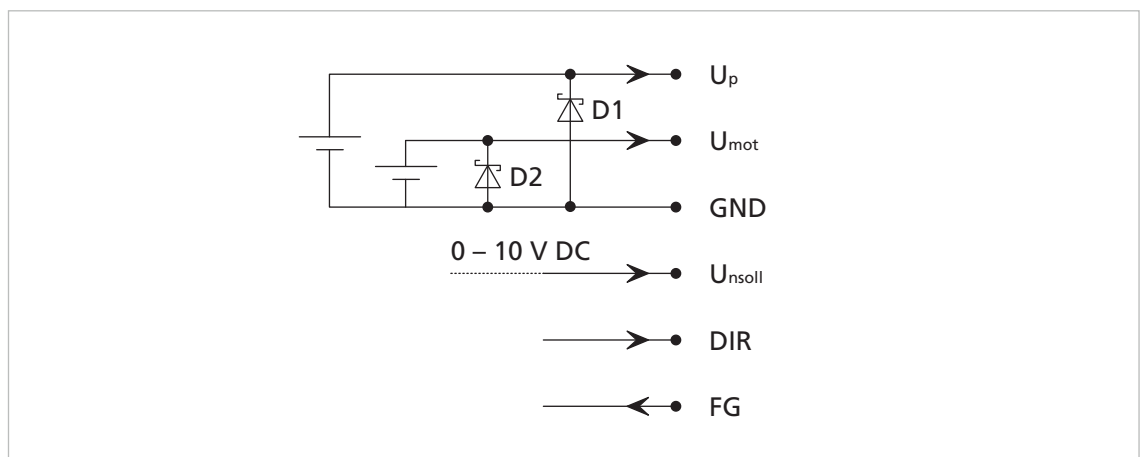 Up
D1
Umot
D2
GND
0 – 10 V DC
Unsoll
DIR
FG